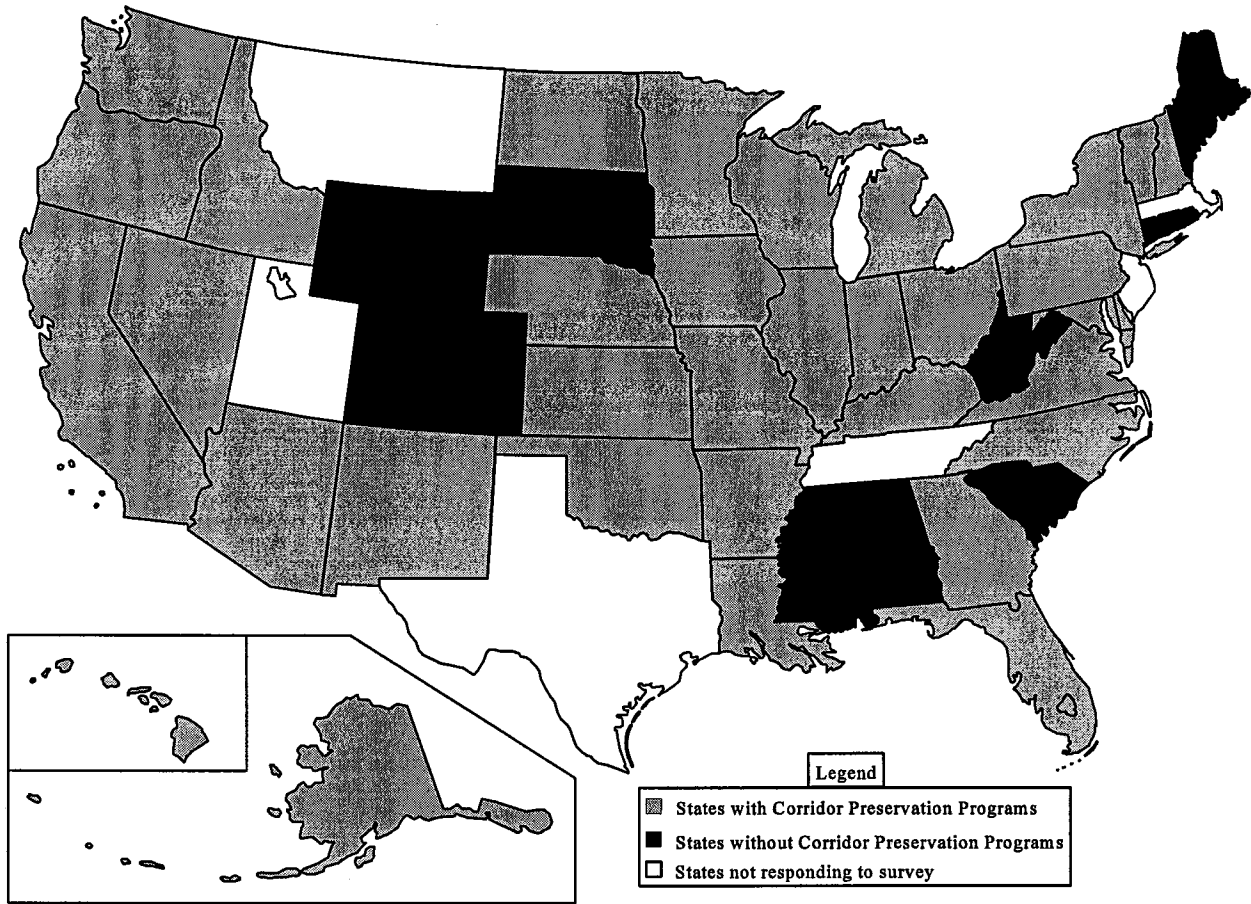 Legend
States with Corridor Preservation Programs
States without Corridor Preservation Programs
States not responding to survey